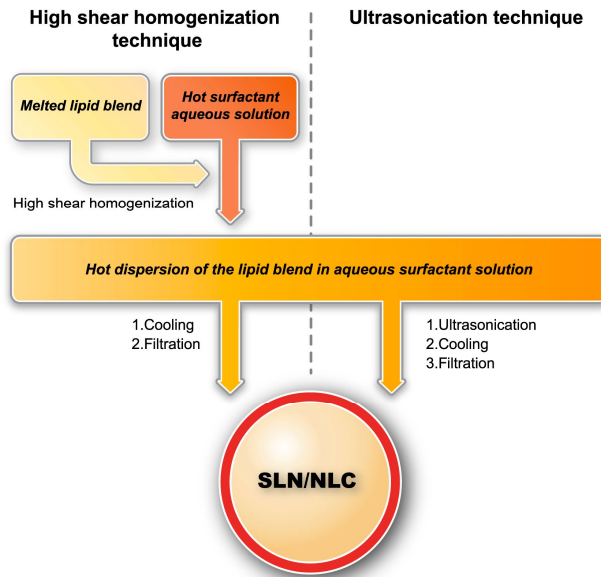 High shear homogenization
technique
Ultrasonication technique
Melted lipid blend
Hot surfactant
aqueous solution
High shear homogenization
Hot dispersion of the lipid blend in aqueous surfactant solution
1.Cooling
2.Filtration
1.Ultrasonication
2.Cooling
3.Filtration
SLN/NLC